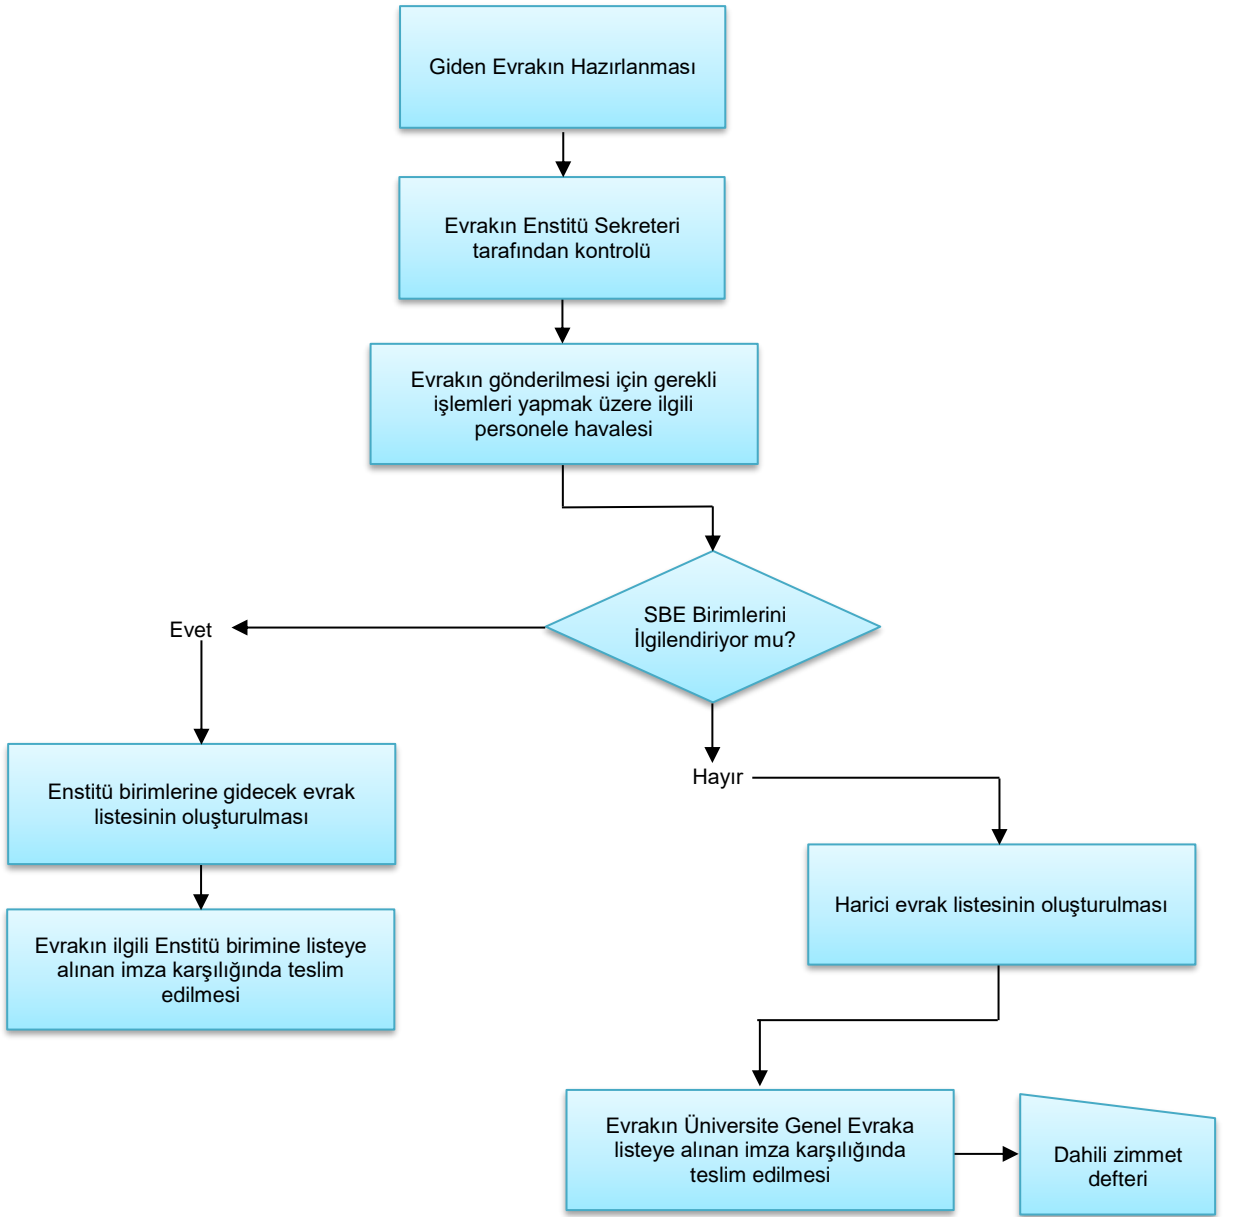 Giden Evrakın Hazırlanması
Evrakın Enstitü Sekreteri
tarafından kontrolü
Evrakın gönderilmesi için gerekli
işlemleri yapmak üzere ilgili
personele havalesi
SBE Birimlerini
İlgilendiriyor mu?
Evet
Hayır
Enstitü birimlerine gidecek evrak
listesinin oluşturulması
Evrakın ilgili Enstitü birimine listeye
alınan imza karşılığında teslim
edilmesi
Harici evrak listesinin oluşturulması
Evrakın Üniversite Genel Evraka
listeye alınan imza karşılığında
teslim edilmesi
Dahili zimmet
defteri